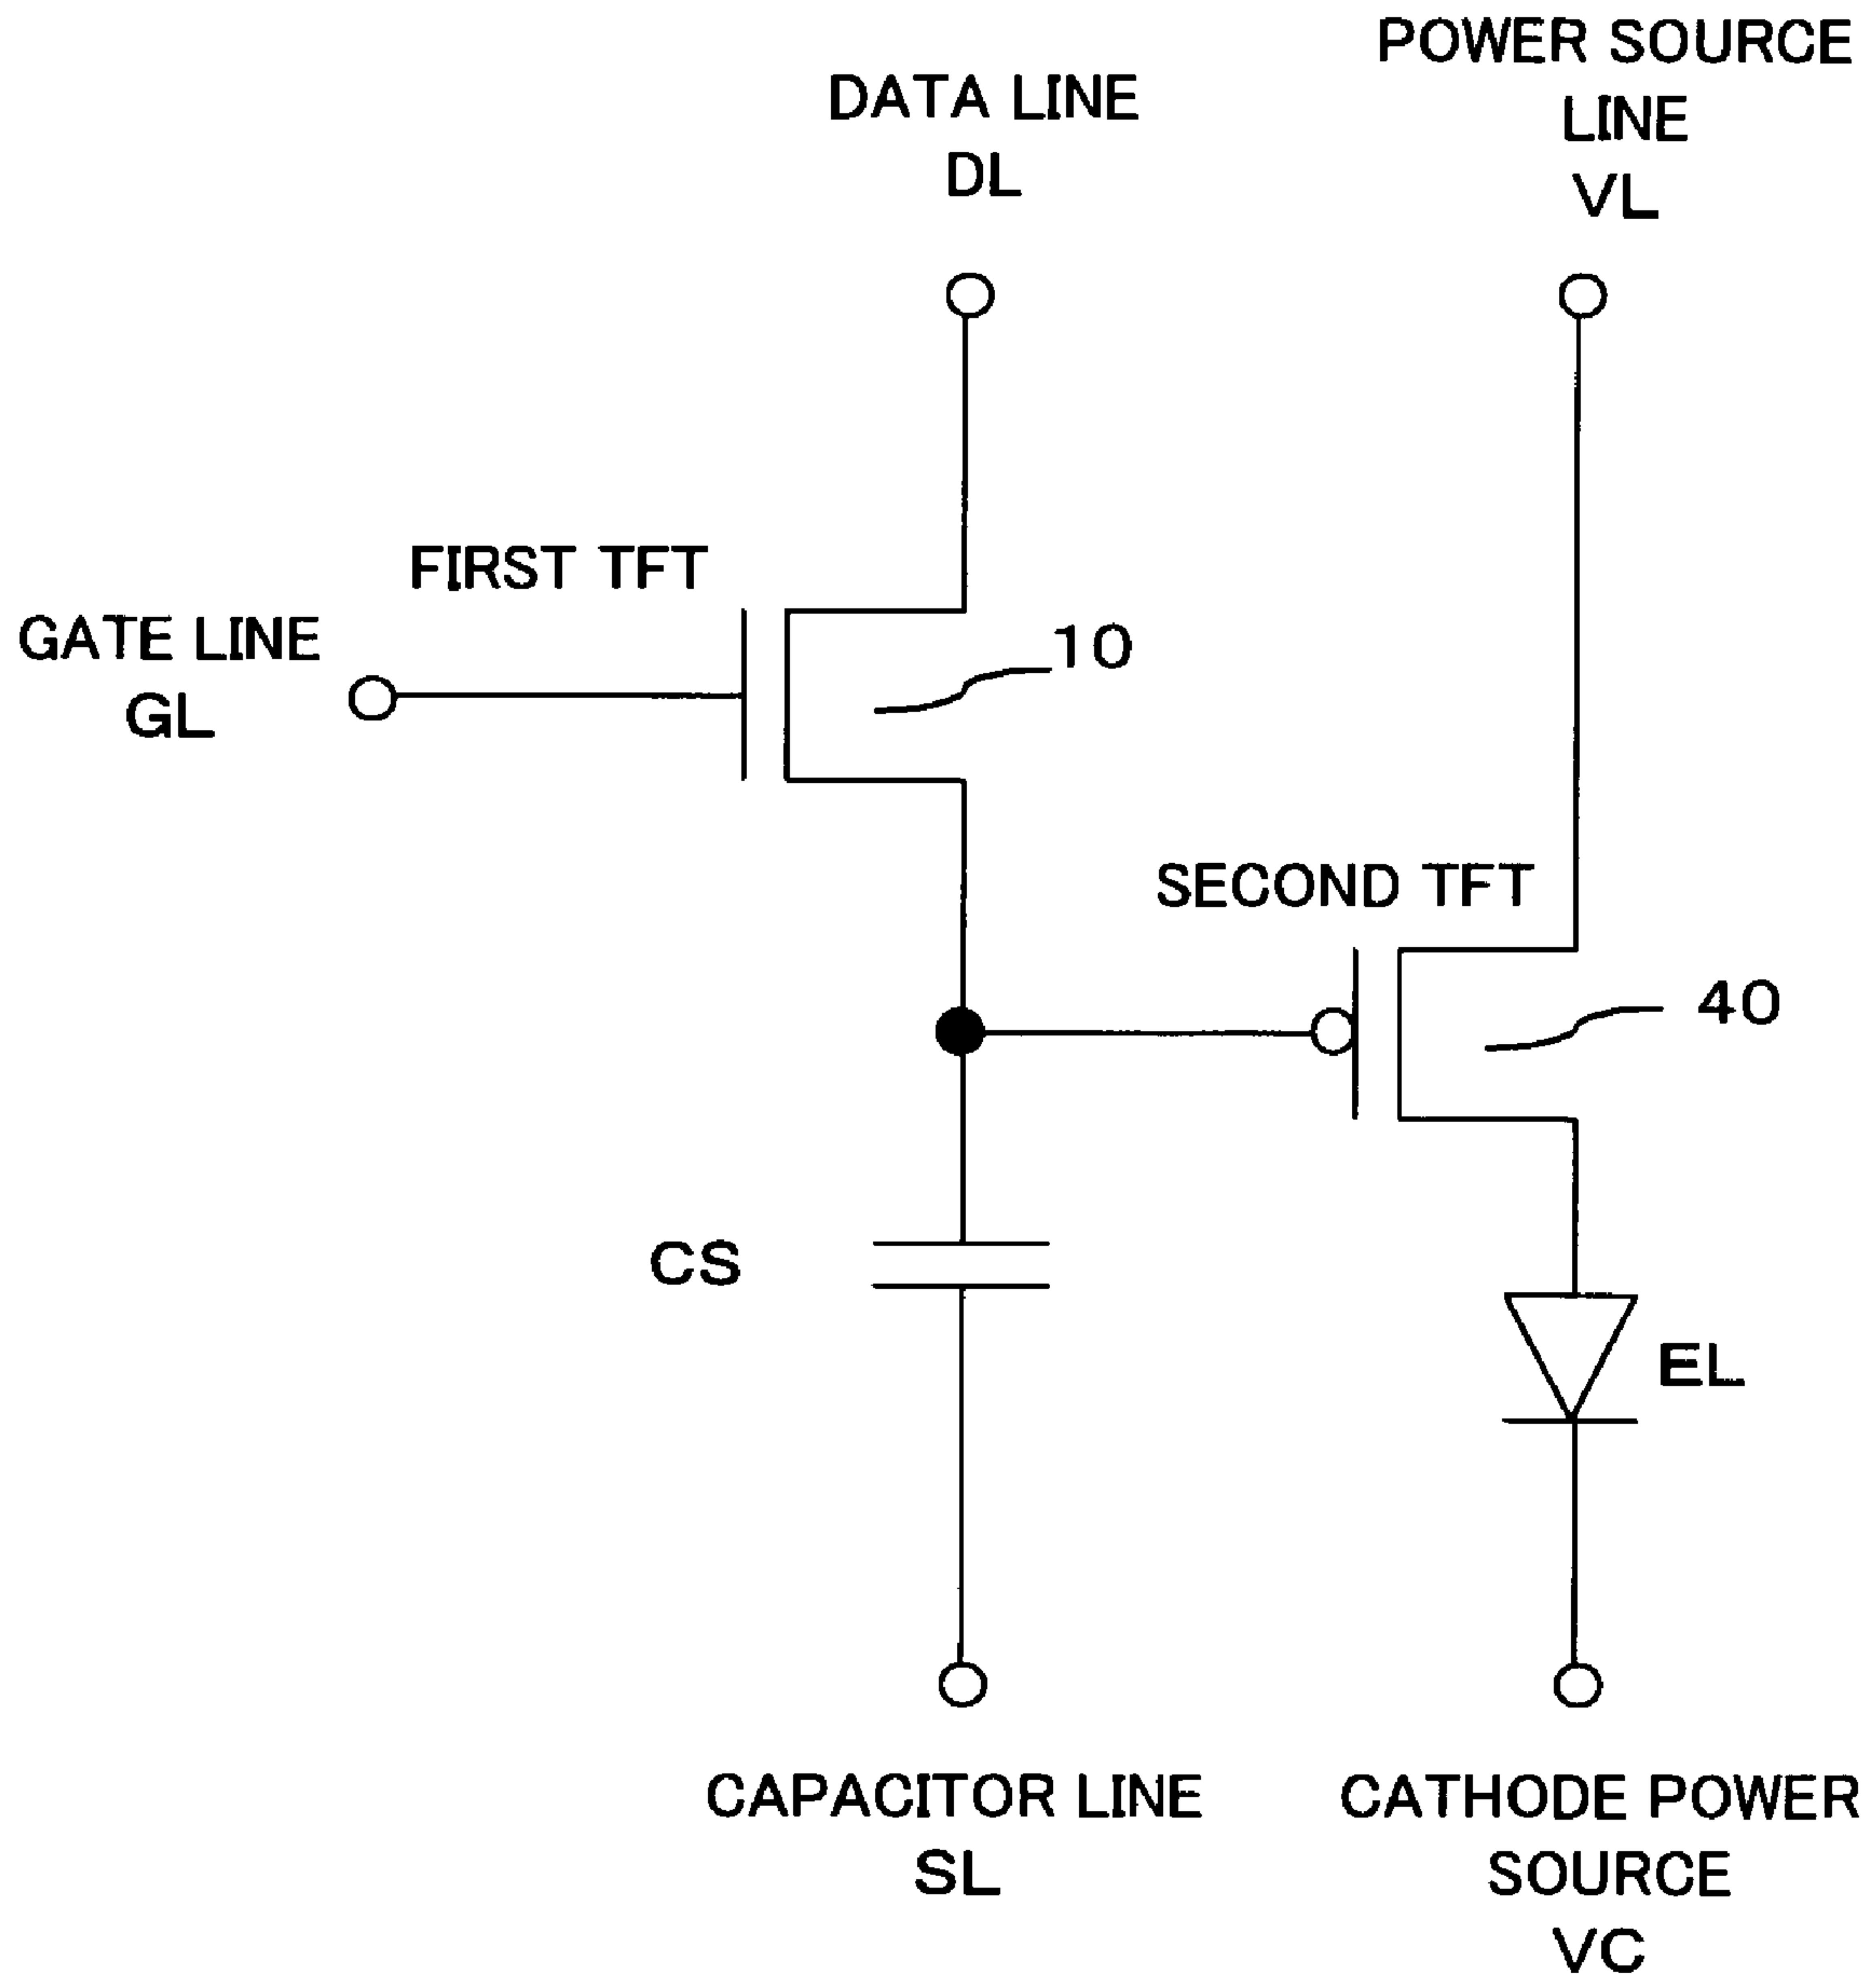 POWER SOURCE
LINE
VL
DATA LINE
DL
FIRST TFT
GATE LINE
GL
10
SECOND TFT
40
CS
EL
CAPACITOR LINE
SL
CATHODE POWER
SOURCE
VC